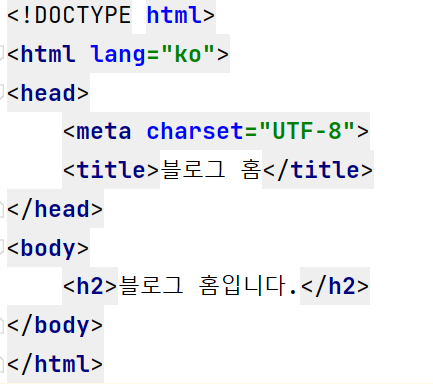 <!DOCTYPE html>
<html lang="ko">
<head>
    <meta charset="UTF-8">
    <title>블로그 홈</title>
</head>
<body>
    <h2>블로그 홈입니다.</h2>
</body>
</html>